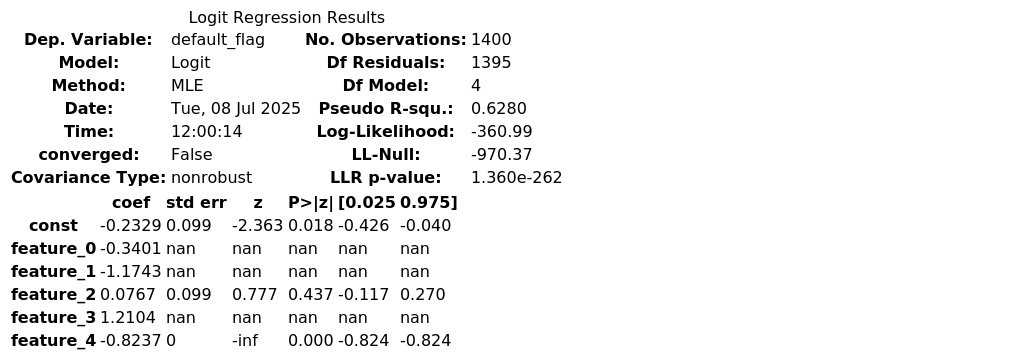 Logit Regression Results
Dep. Variable: default_flag No. Observations: 1400
Model: Logit Df Residuals: 1395
Method: MLE Df Model: 4
Date: Tue, 08 Jul 2025 Pseudo R-squ.: 0.6280
Time: 12:00:14 Log-Likelihood: -360.99
converged: False LL-Null: -970.37
Covariance Type: nonrobust LLR p-value: 1.360e-262
coef std err z P>|z| [0.025 0.975]
const -0.2329 0.099 -2.363 0.018 -0.426 -0.040
feature_0 -0.3401 nan nan nan nan nan
feature_1 -1.1743 nan nan nan nan nan
feature_2 0.0767 0.099 0.777 0.437 -0.117 0.270
feature_3 1.2104 nan nan nan nan nan
feature_4 -0.8237 0 -inf 0.000 -0.824 -0.824